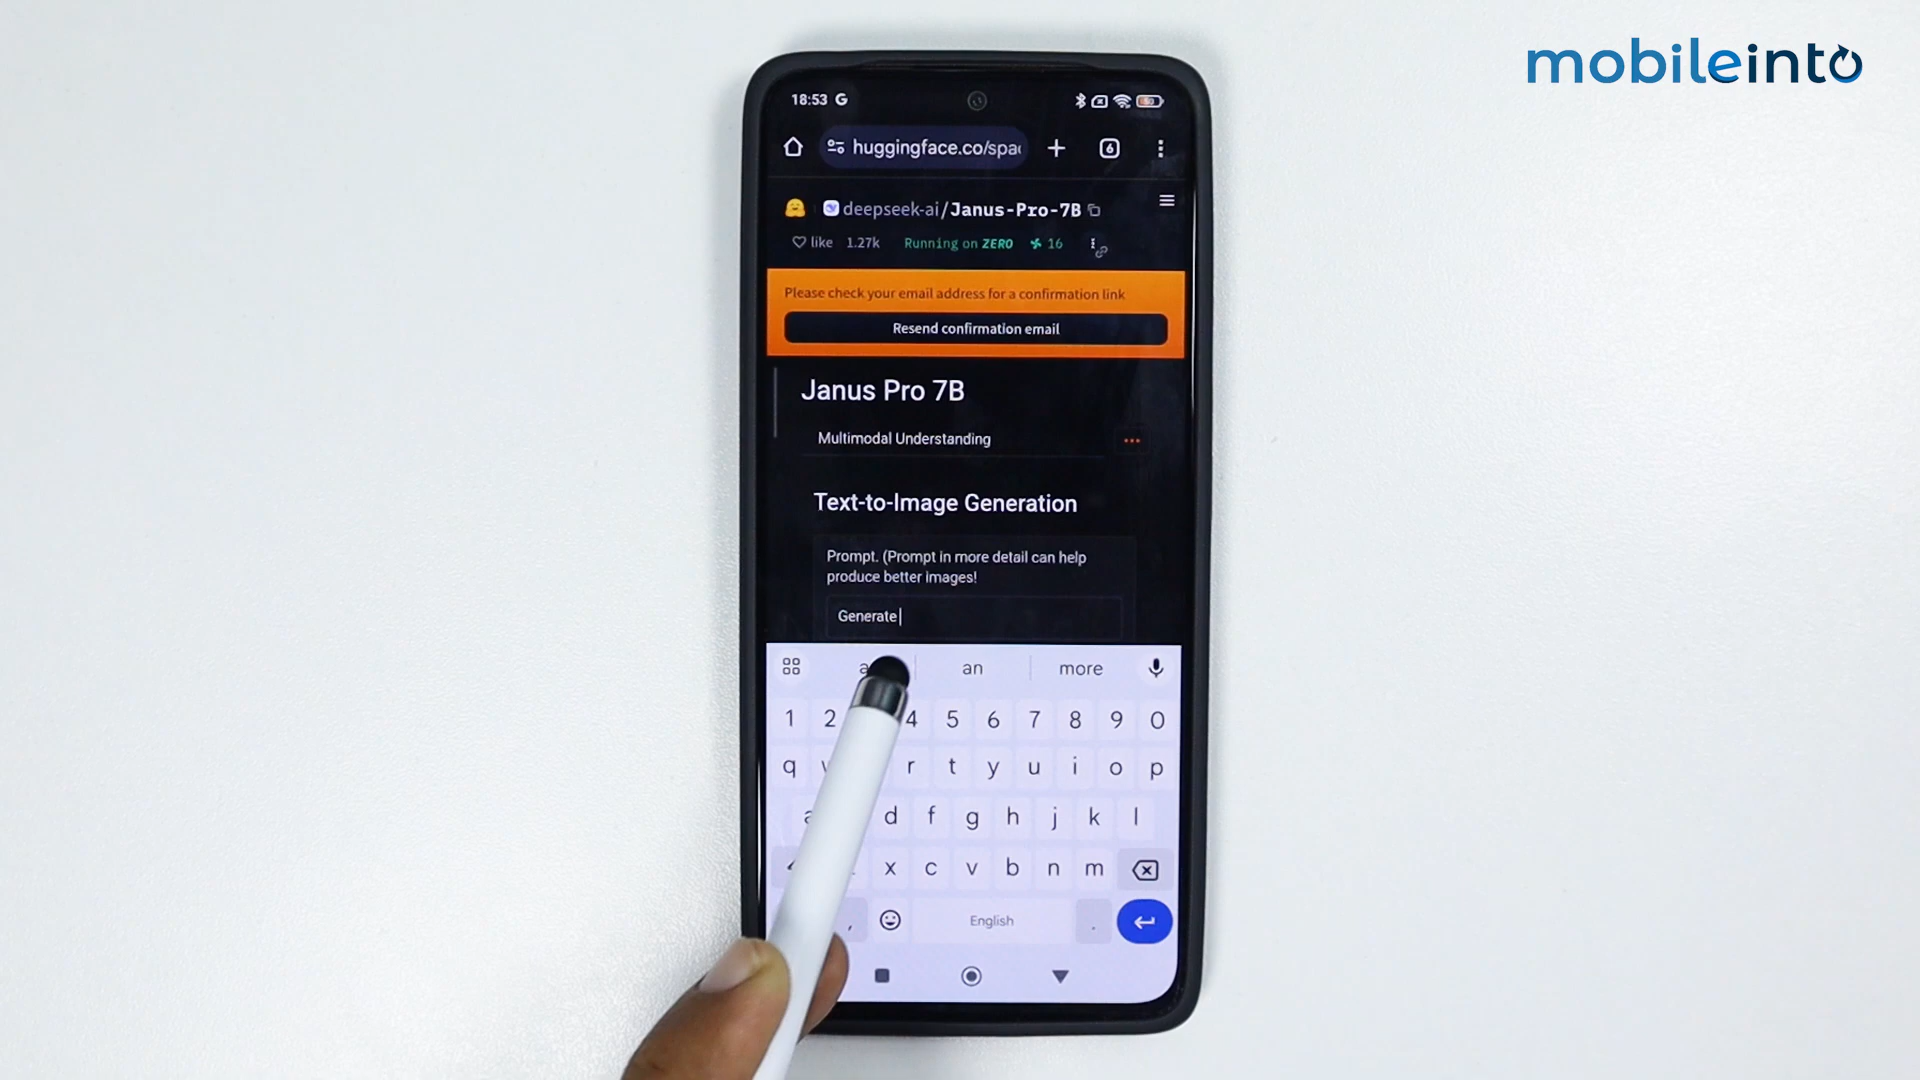 mobileinto
18:53 G
huggingface.co/spa
6
deepseek-ai/Janus-Pro-7B
like 1.27k Running on ZERO 16
Please check your email address for a confirmation link
Resend confirmation email
Janus Pro 7B
Multimodal Understanding
Text-to-Image Generation
Prompt. (Prompt in more detail can help
produce better images!
Generate
an more
1 2 4 5 6 7 8 9 0
q r t y u i o p
d f g h j k l
x c v b n m
, English .